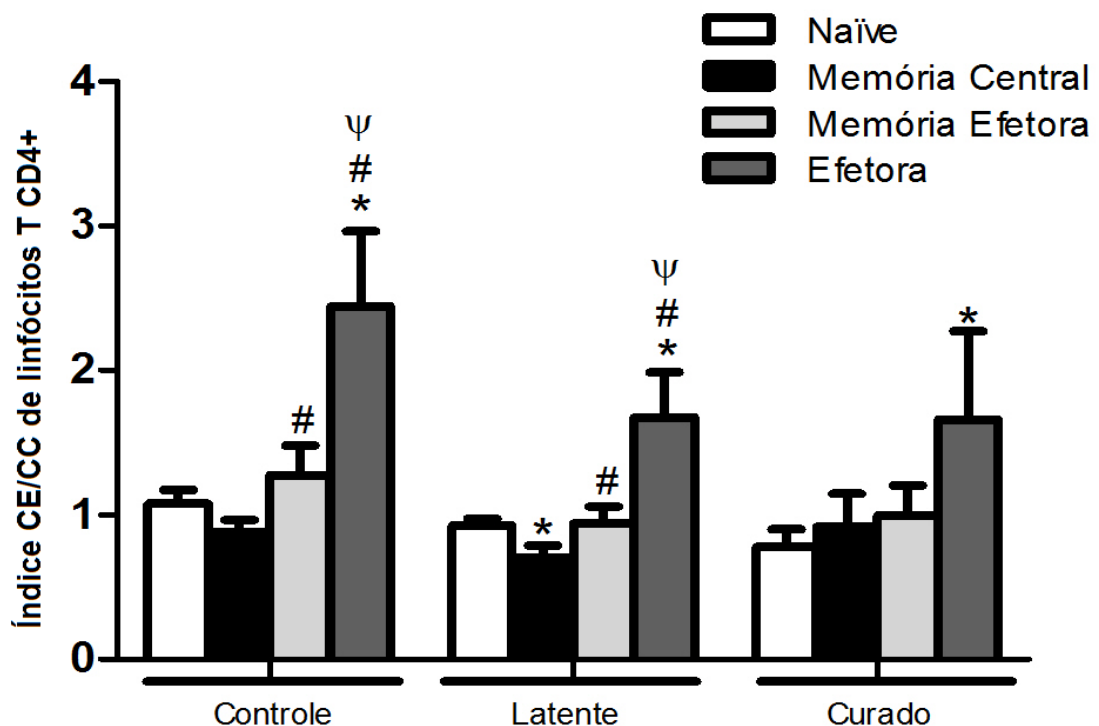 Naïve
Memória Central
Memória Efetora
Efetora
Índice CE/CC de linfócitos T CD4+
4
3
2
1
0
#
Ψ
#
*
*
#
Ψ
#
*
*
Controle
Latente
Curado